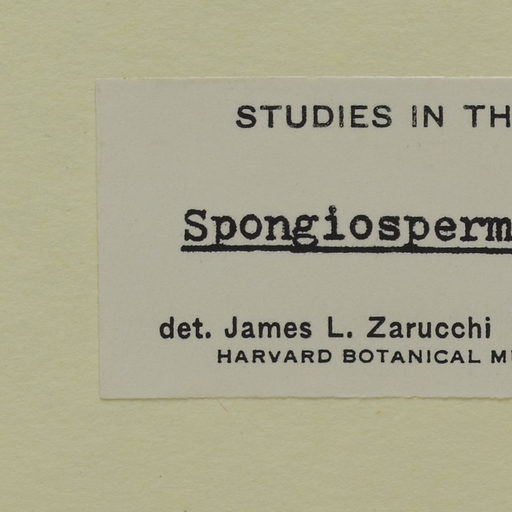 STUDIES IN TH
Spongiosperm
det. James L. Zarucchi
HARVARD BOTANICAL M